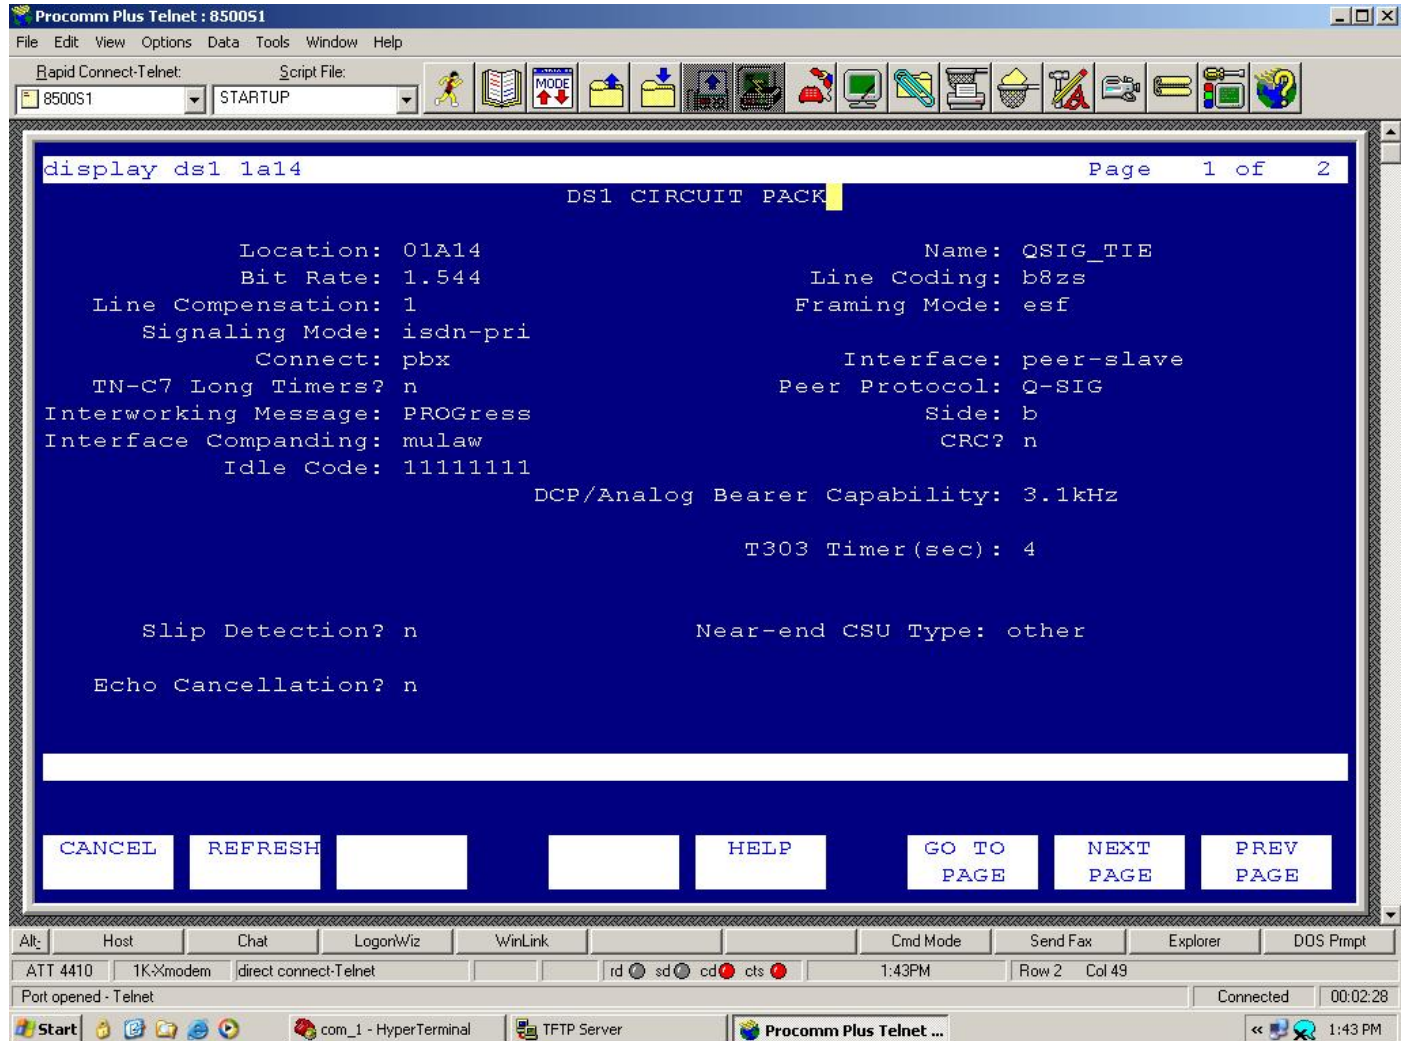 Procomm Plus Telnet : 8500S1
File Edit View Options Data Tools Window Help
Rapid Connect-Telnet: Script File:
8500S1 STARTUP MODE
display ds1 1a14 Page 1 of 2
DS1 CIRCUIT PACK
Location: 01A14 Name: QSIG_TIE
Bit Rate: 1.544 Line Coding: b8zs
Line Compensation: 1 Framing Mode: esf
Signaling Mode: isdn-pri
Connect: pbx Interface: peer-slave
TN-C7 Long Timers? n Peer Protocol: Q-SIG
Interworking Message: PROGress Side: b
Interface Companding: mulaw CRC? n
Idle Code: 11111111
DCP/Analog Bearer Capability: 3.1kHz
T303 Timer(sec): 4
Slip Detection? n Near-end CSU Type: other
Echo Cancellation? n
CANCEL REFRESH HELP GO TO PAGE NEXT PAGE PREV PAGE
Alt- Host Chat LogonWiz WinLink Cmd Mode Send Fax Explorer DOS Prmpt
ATT 4410 1K-Xmodem direct connect-Telnet rd sd cd cts 1:43PM Row 2 Col 49
Port opened - Telnet Connected 00:02:28
Start com_1 - HyperTerminal TFTP Server Procomm Plus Telnet ... « 1:43 PM